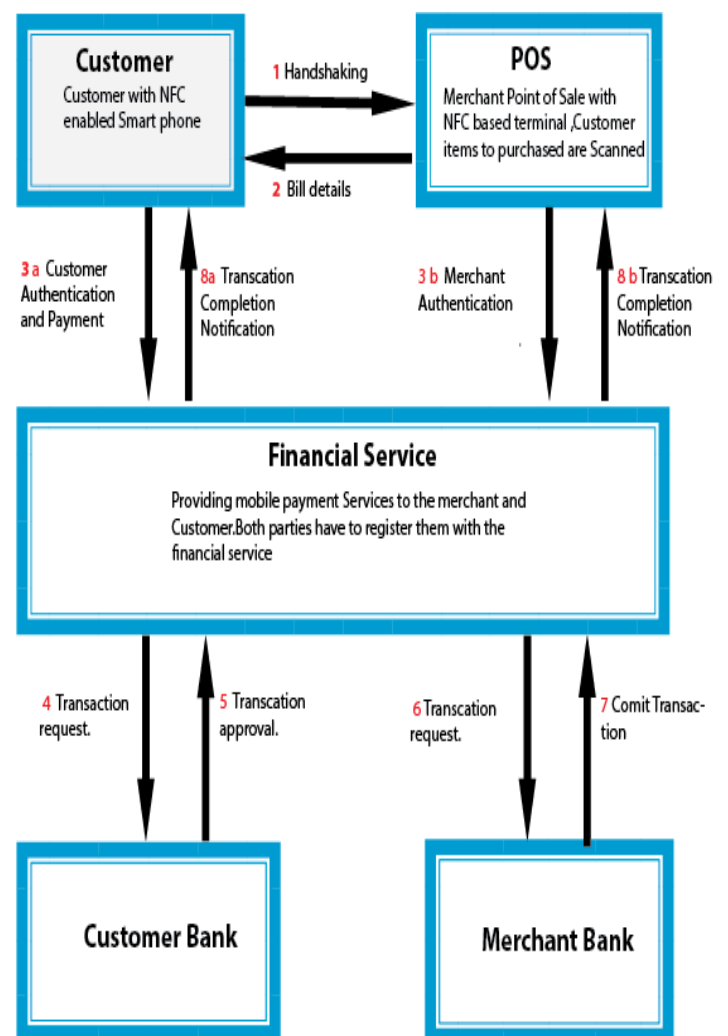 Customer
Customer with NFC
enabled Smart phone
1 Handshaking
POS
Merchant Point of Sale with
NFC based terminal ,Customer
items to purchased are Scanned
2 Bill details
3 a Customer
Authentication
and Payment
8a Transcation
Completion
Notification
3 b Merchant
Authentication
8 b Transcation
Completion
Notification
Financial Service
Providing mobile payment Services to the merchant and
Customer.Both parties have to register them with the
financial service
4 Transaction
request.
5 Transcation
approval.
6 Transcation
request.
7 Comit Transac-
tion
Customer Bank
Merchant Bank